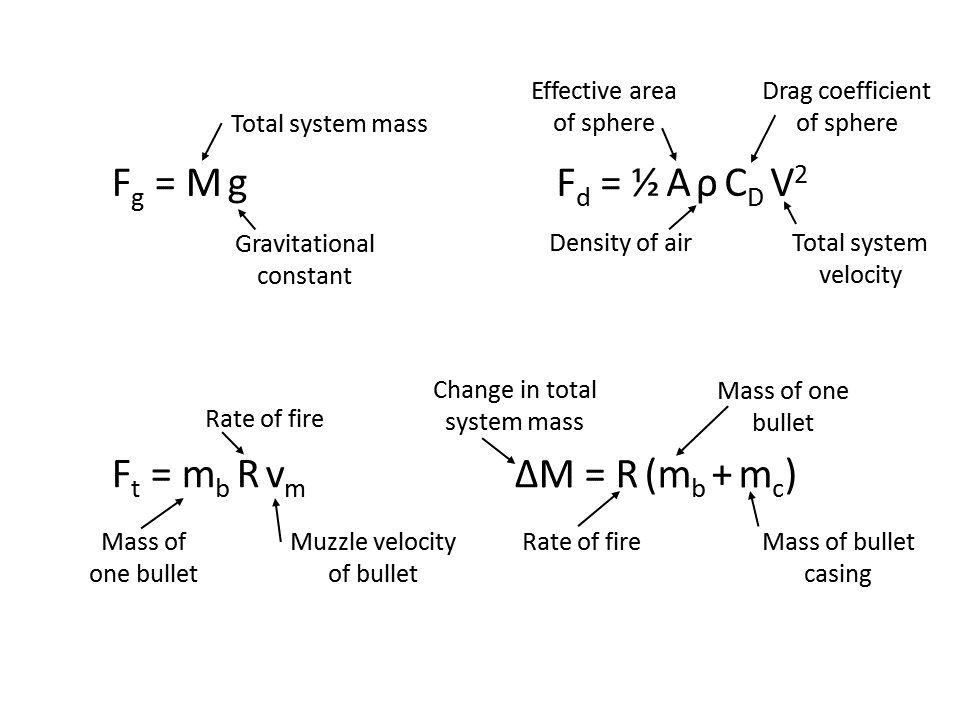 Total system mass
F_g = M g
Gravitational
constant
Effective area
of sphere
Drag coefficient
of sphere
F_d = ½ A ρ C_D V²
Density of air
Total system
velocity
Rate of fire
F_t = m_b R v_m
Mass of
one bullet
Muzzle velocity
of bullet
Change in total
system mass
Mass of one
bullet
ΔM = R (m_b + m_c)
Rate of fire
Mass of bullet
casing